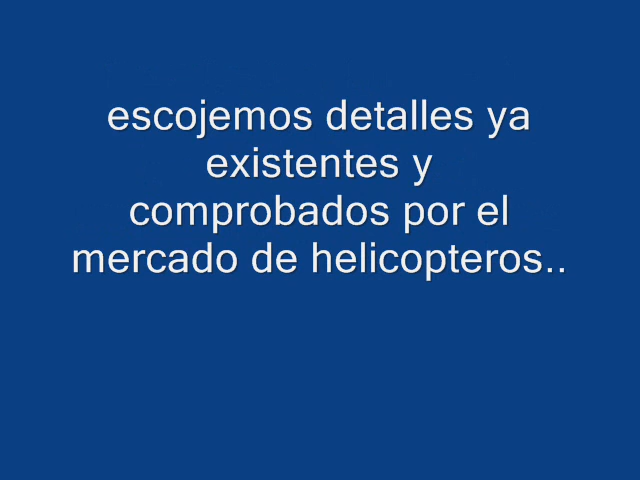 escojemos detalles ya
existentes y
comprobados por el
mercado de helicopteros..